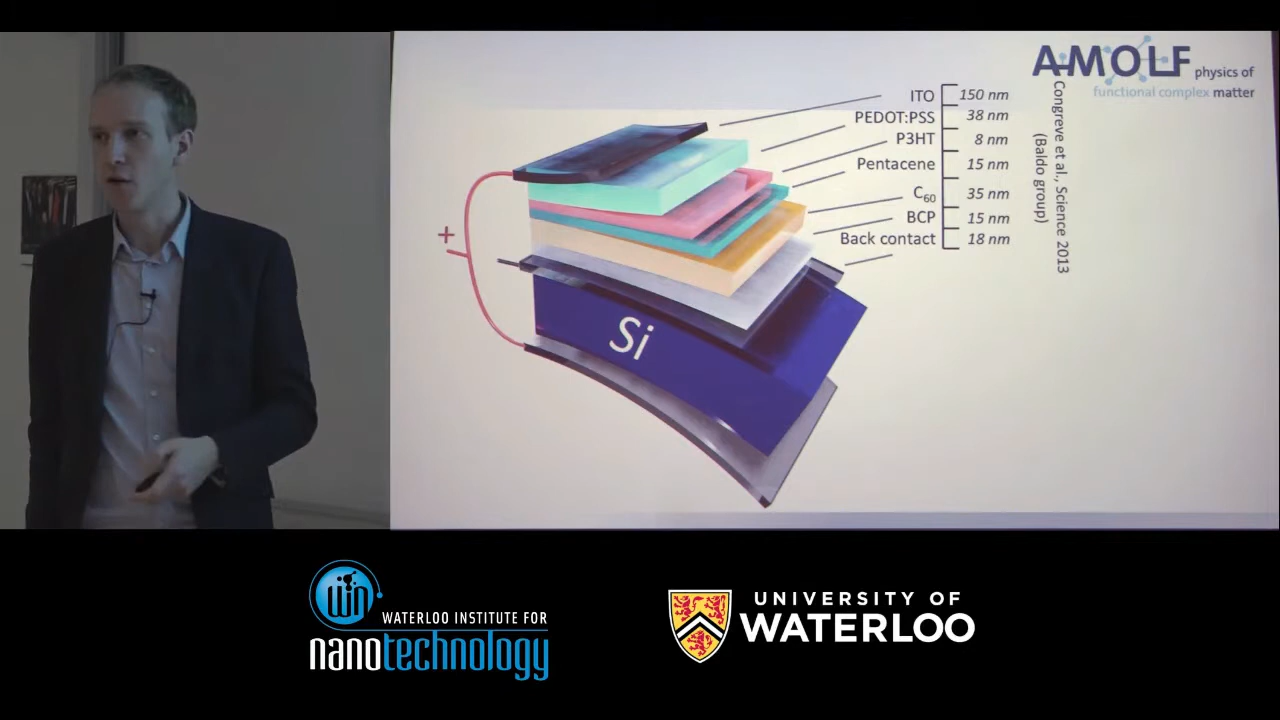 AMOLF
physics of
functional complex matter
ITO 150 nm
PEDOT:PSS 38 nm
P3HT 8 nm
Pentacene 15 nm
C60 35 nm
BCP 15 nm
Back contact 18 nm
Congreve et al., Science 2013
(Baldo group)
+
Si
WATERLOO INSTITUTE FOR
nanotechnology
UNIVERSITY OF
WATERLOO